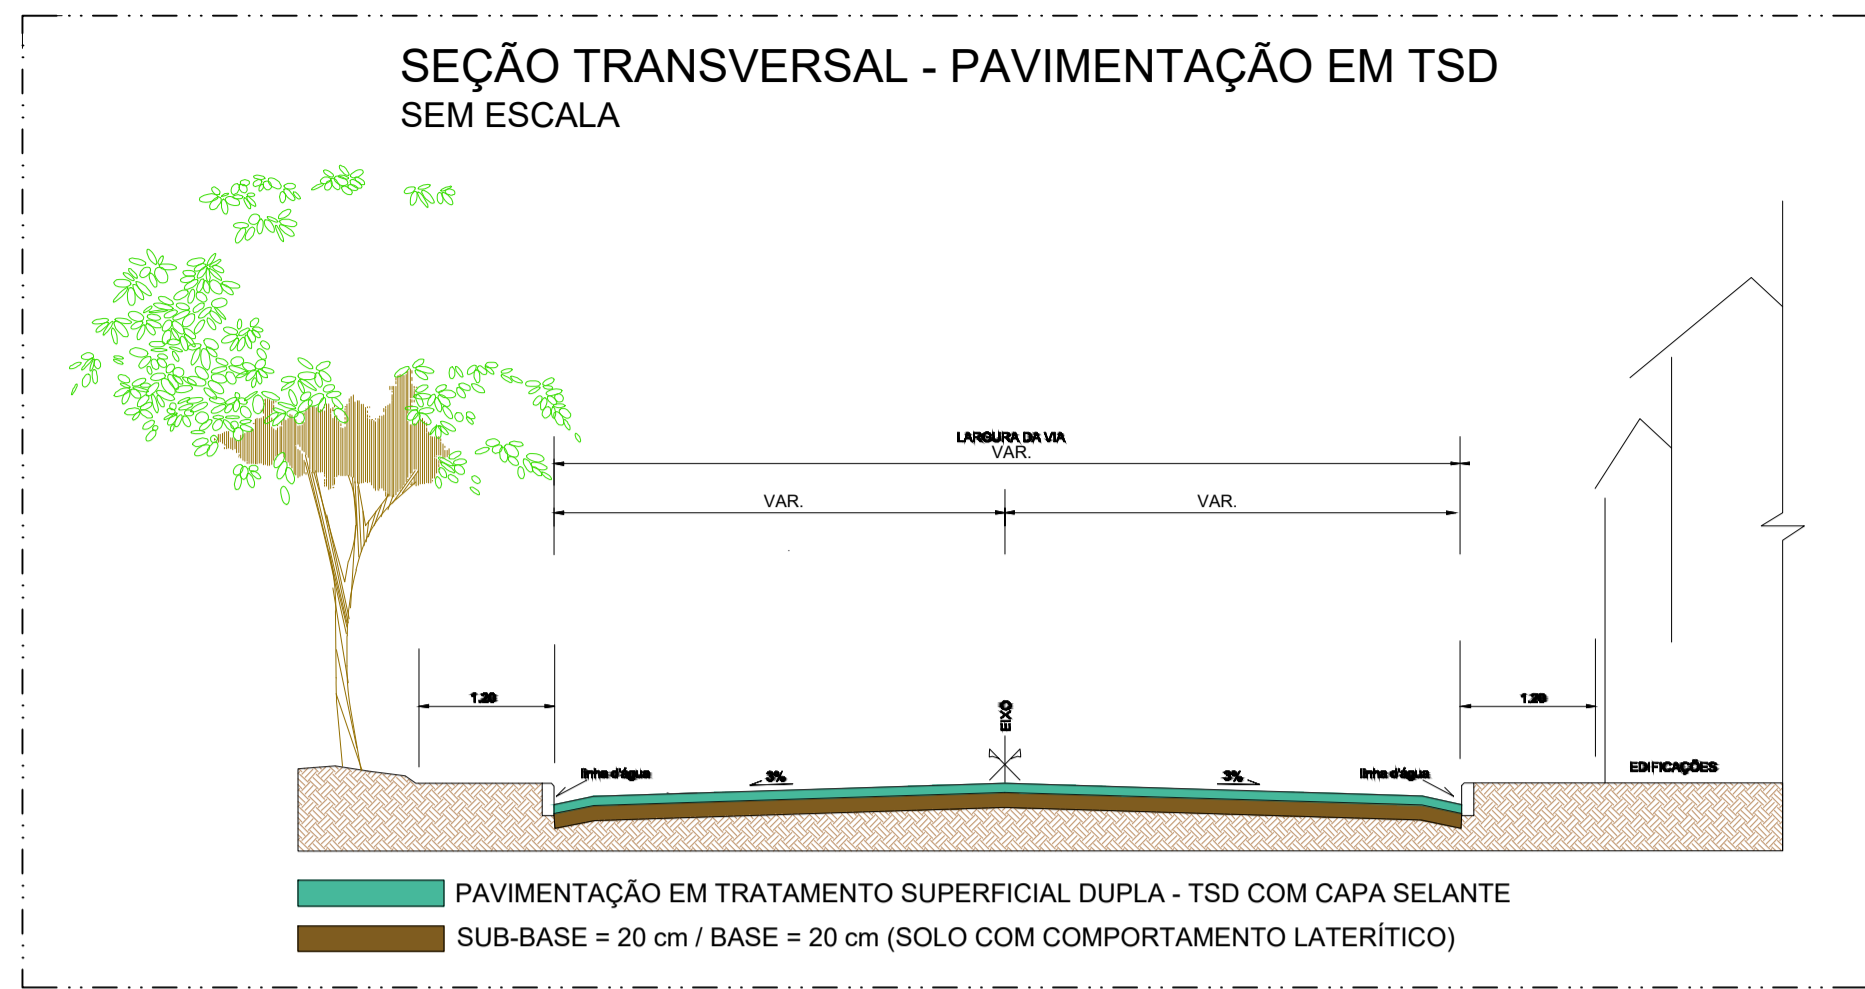 SEÇÃO TRANSVERSAL - PAVIMENTAÇÃO EM TSD
SEM ESCALA
LARGURA DA VIA
VAR.
VAR.
VAR.
1.20
EIXO
1.20
linha d'água
3%
3%
linha d'água
EDIFICAÇÕES
PAVIMENTAÇÃO EM TRATAMENTO SUPERFICIAL DUPLA - TSD COM CAPA SELANTE
SUB-BASE = 20 cm / BASE = 20 cm (SOLO COM COMPORTAMENTO LATERÍTICO)